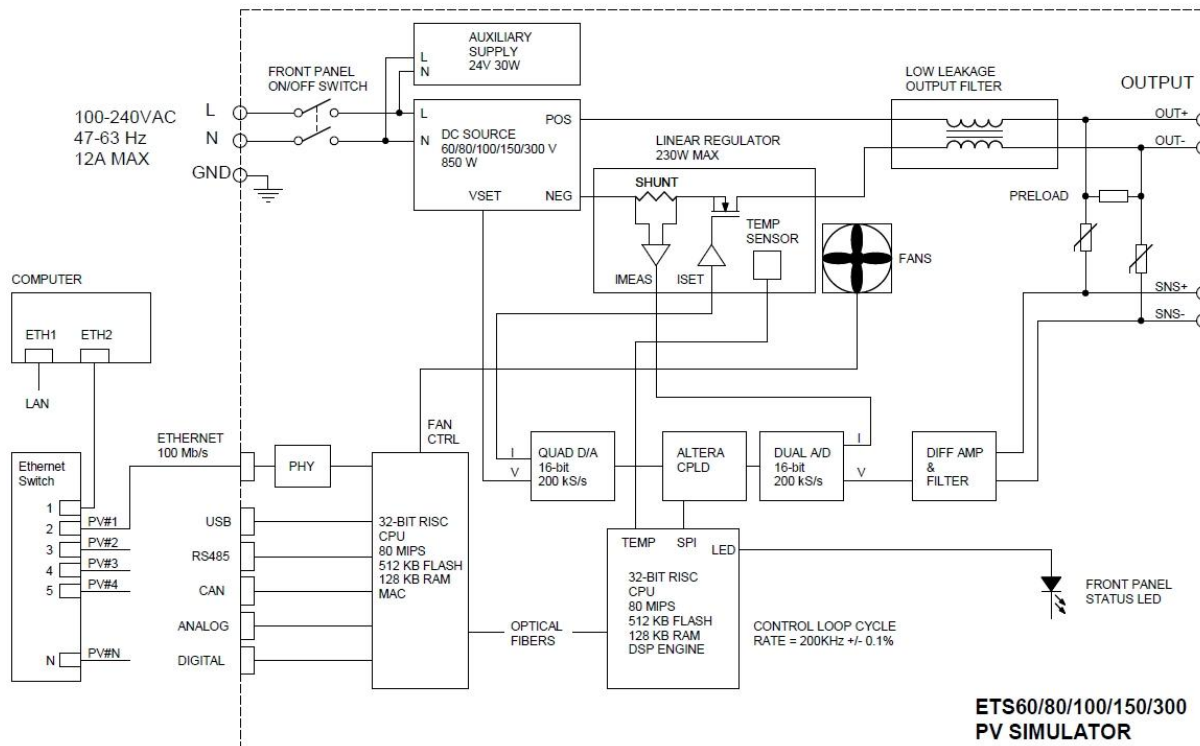 AUXILIARY
SUPPLY
24V 30W
L
N
FRONT PANEL
ON/OFF SWITCH
100-240VAC
47-63 Hz
12A MAX
L
N
GND
L
N
POS
DC SOURCE
60/80/100/150/300 V
850 W
VSET
NEG
LINEAR REGULATOR
230W MAX
SHUNT
TEMP
SENSOR
IMEAS
ISET
LOW LEAKAGE
OUTPUT FILTER
OUTPUT
OUT+
OUT-
PRELOAD
FANS
SNS+
SNS-
COMPUTER
ETH1
ETH2
LAN
ETHERNET
100 Mb/s
PHY
FAN
CTRL
Ethernet
Switch
1
2
3
4
5
N
PV#1
PV#2
PV#3
PV#4
PV#N
USB
RS485
CAN
ANALOG
DIGITAL
32-BIT RISC
CPU
80 MIPS
512 KB FLASH
128 KB RAM
MAC
OPTICAL
FIBERS
I
V
QUAD D/A
16-bit
200 kS/s
ALTERA
CPLD
DUAL A/D
16-bit
200 kS/s
I
V
DIFF AMP
&
FILTER
TEMP
SPI
LED
32-BIT RISC
CPU
80 MIPS
512 KB FLASH
128 KB RAM
DSP ENGINE
CONTROL LOOP CYCLE
RATE = 200KHz +/- 0.1%
FRONT PANEL
STATUS LED
ETS60/80/100/150/300
PV SIMULATOR